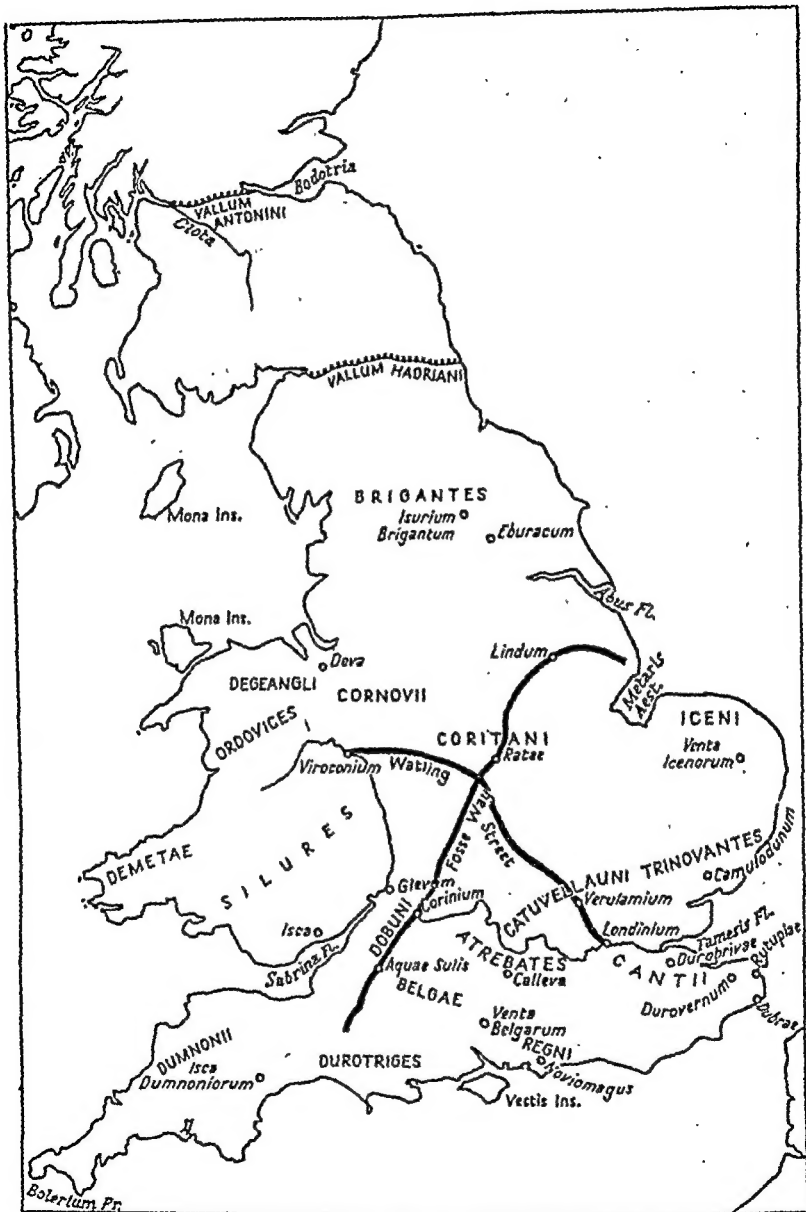 Bodotria
VALLUM
ANTONINI
Clota
VALLUM HADRIANI
Mona Ins.
BRIGANTES
Isurium
Brigantum
Eburacum
Abus Fl.
Mona Ins.
Deva
Lindum
Metaris
Aest.
DEGEANGLI
CORNOVII
ICENI
ORDOVICES
CORITANI
Venta
Icenorum
Viroconium
Watling
Street
Ratae
Fosse Way
DEMETAE
SILURES
CATUVELLAUNI
TRINOVANTES
Camulodunum
Glevum
Verulamium
DOBUNI
Corinium
Londinium
Isca
Tamesis Fl.
Durobrivae
Rutupiae
Sabrina Fl.
ATREBATES
CANTII
Aquae Sulis
Calleva
BELGAE
Durovernum
Dubrae
Venta
Belgarum
DUMNONII
REGNI
Isca
Dumnoniorum
DUROTRIGES
Noviomagus
Vectis Ins.
Bolerium Pr.